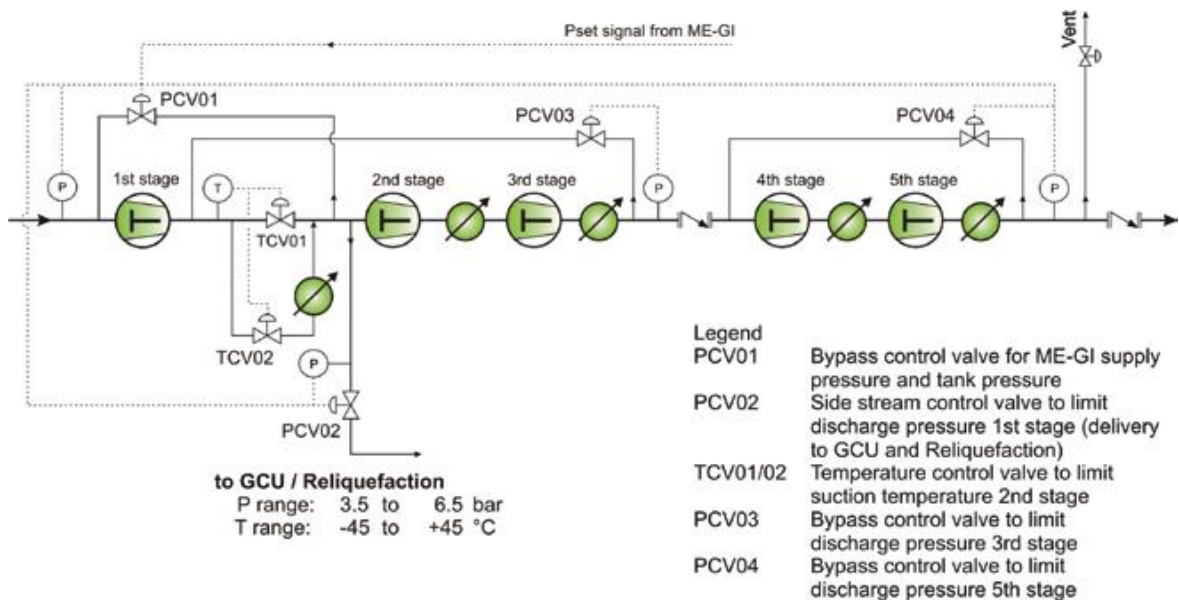 Pset signal from ME-GI
Vent
PCV01
PCV03
PCV04
P
1st stage
T
2nd stage
3rd stage
P
4th stage
5th stage
P
TCV01
TCV02
P
PCV02
to GCU / Reliquefaction
P range: 3.5 to 6.5 bar
T range: -45 to +45 °C
Legend
PCV01 Bypass control valve for ME-GI supply
pressure and tank pressure
PCV02 Side stream control valve to limit
discharge pressure 1st stage (delivery
to GCU and Reliquefaction)
TCV01/02 Temperature control valve to limit
suction temperature 2nd stage
PCV03 Bypass control valve to limit
discharge pressure 3rd stage
PCV04 Bypass control valve to limit
discharge pressure 5th stage